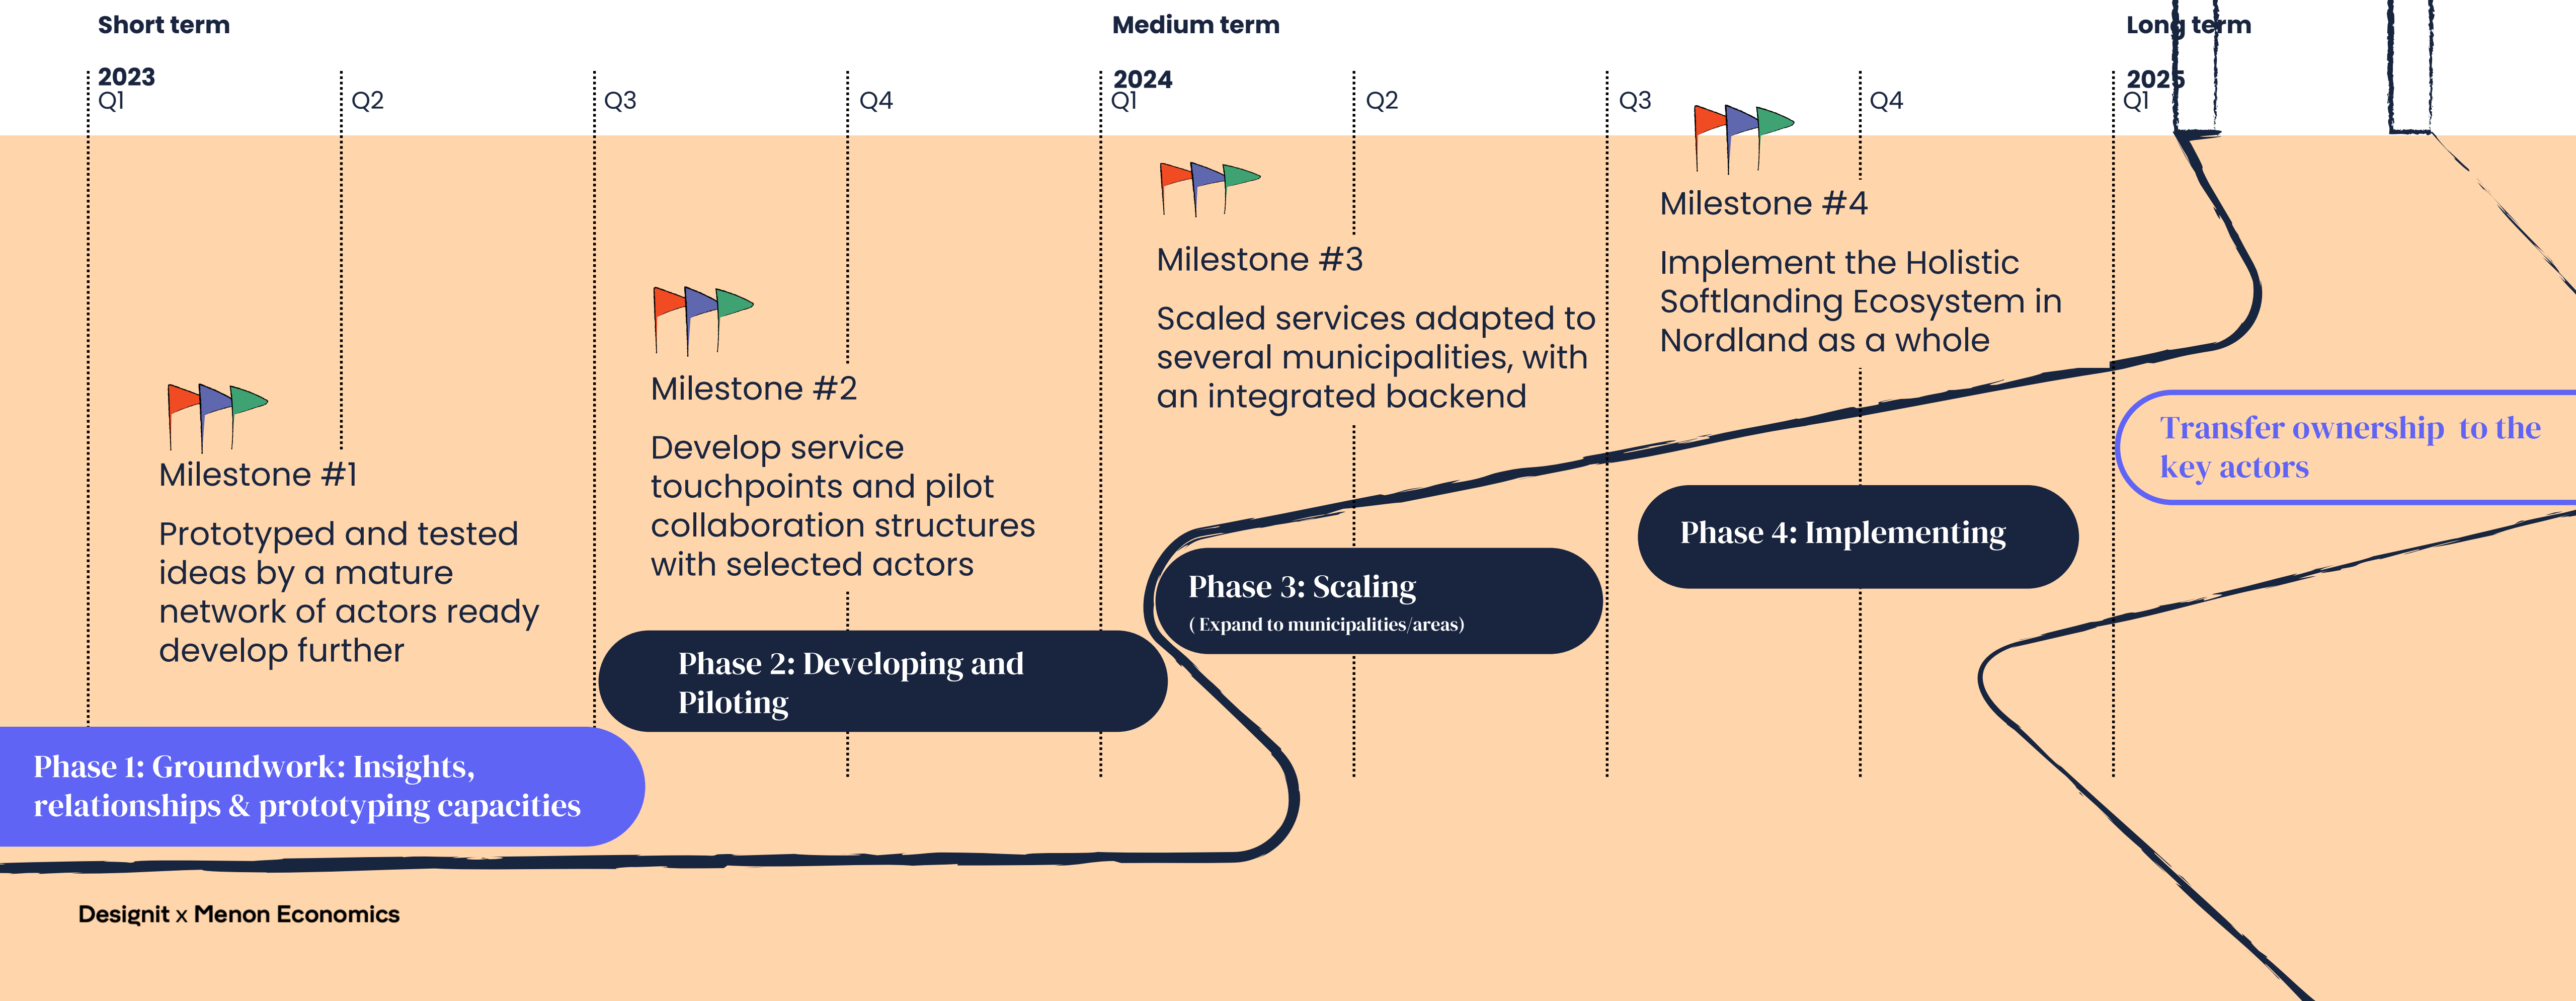 Short term
Medium term
Long term
2023
2024
2025
Q1
Q2
Q3
Q4
Q1
Q2
Q3
Q4
Q1
Milestone #1
Prototyped and tested
ideas by a mature
network of actors ready
develop further
Milestone #2
Develop service
touchpoints and pilot
collaboration structures
with selected actors
Milestone #3
Scaled services adapted to
several municipalities, with
an integrated backend
Milestone #4
Implement the Holistic
Softlanding Ecosystem in
Nordland as a whole
Phase 1: Groundwork: Insights,
relationships & prototyping capacities
Phase 2: Developing and
Piloting
Phase 3: Scaling
( Expand to municipalities/areas)
Phase 4: Implementing
Transfer ownership  to the
key actors
Designit x Menon Economics